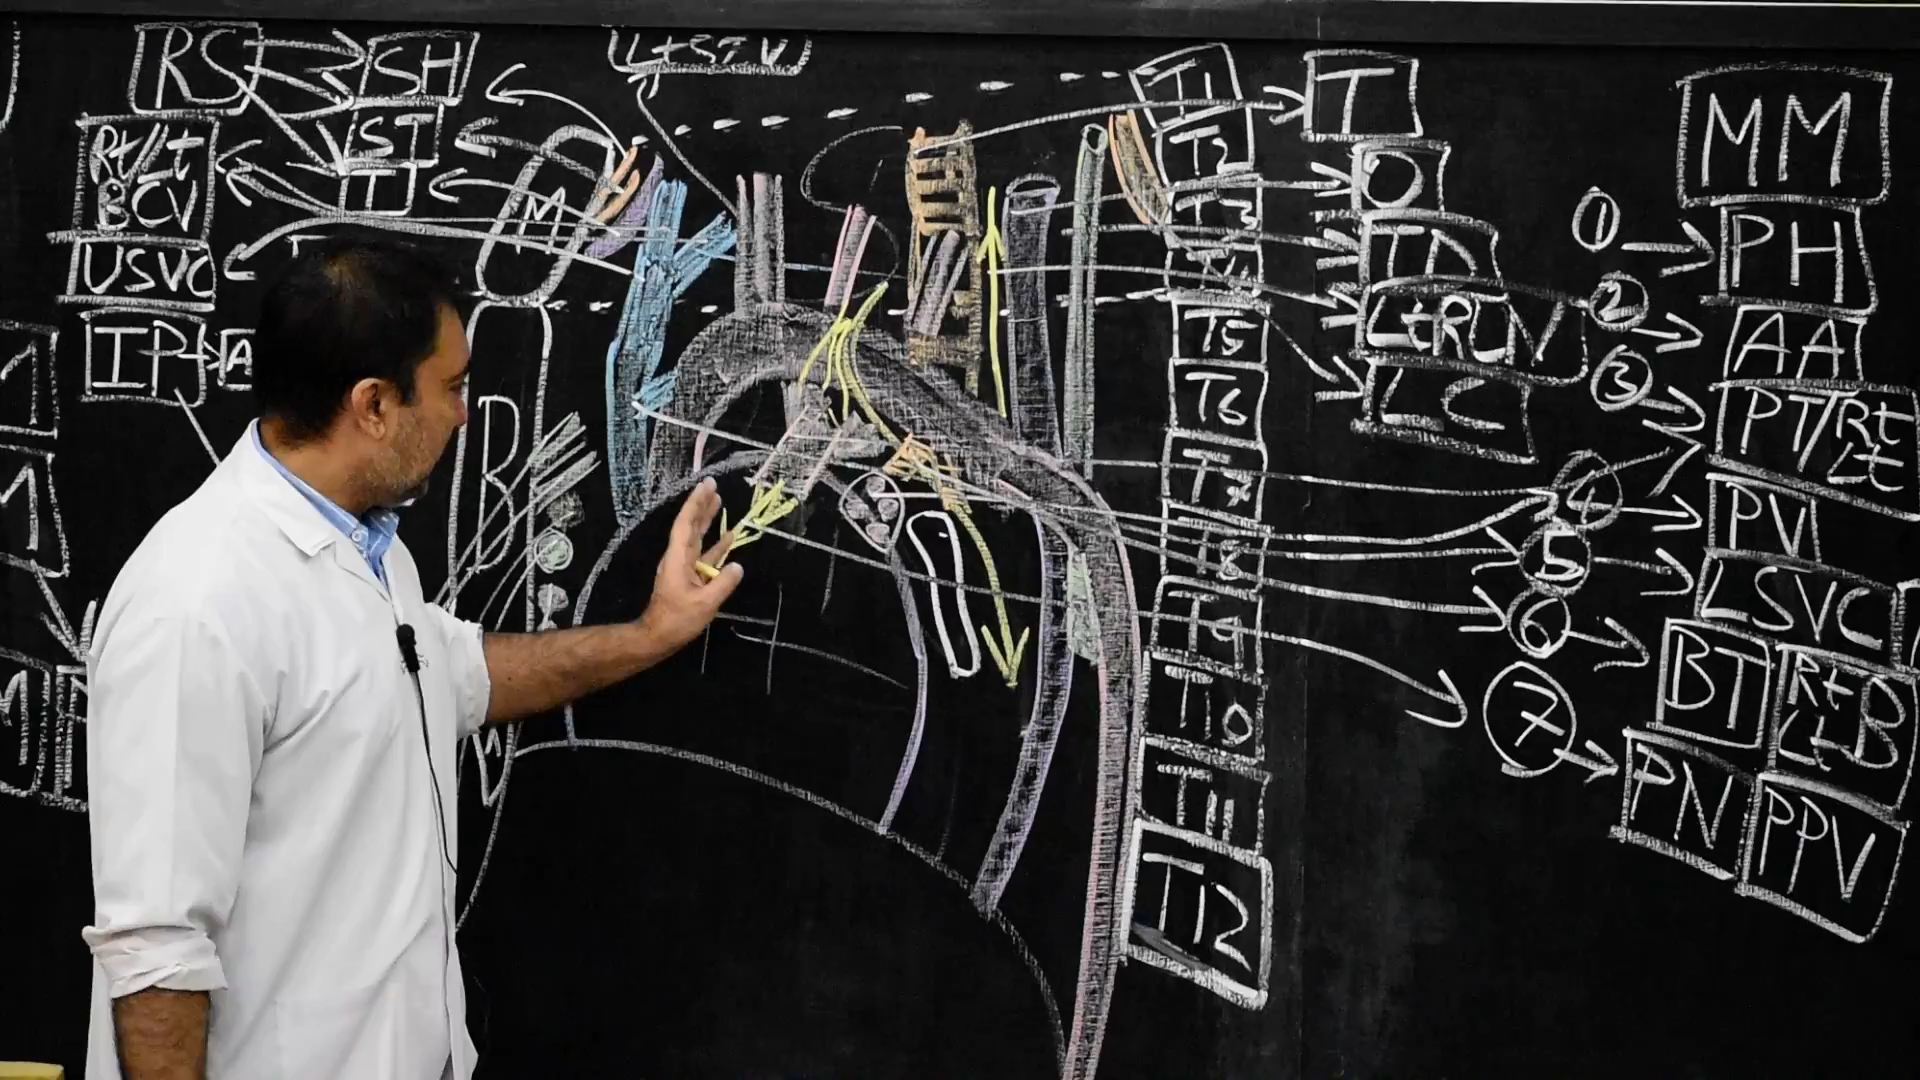 RS SH
ST
T
Rt/Lt
BCV
USVC
IP
M
B
T1
T2
T3
T4
T5
T6
T7
T8
T9
T10
T11
T12
T
O
TD
LtRLN
LC
MM
1 PH
2 AA
3 PT/Rt
Lt
4 PV
5 LSVC
6 BT Rt B
Lt
7 PN PPV